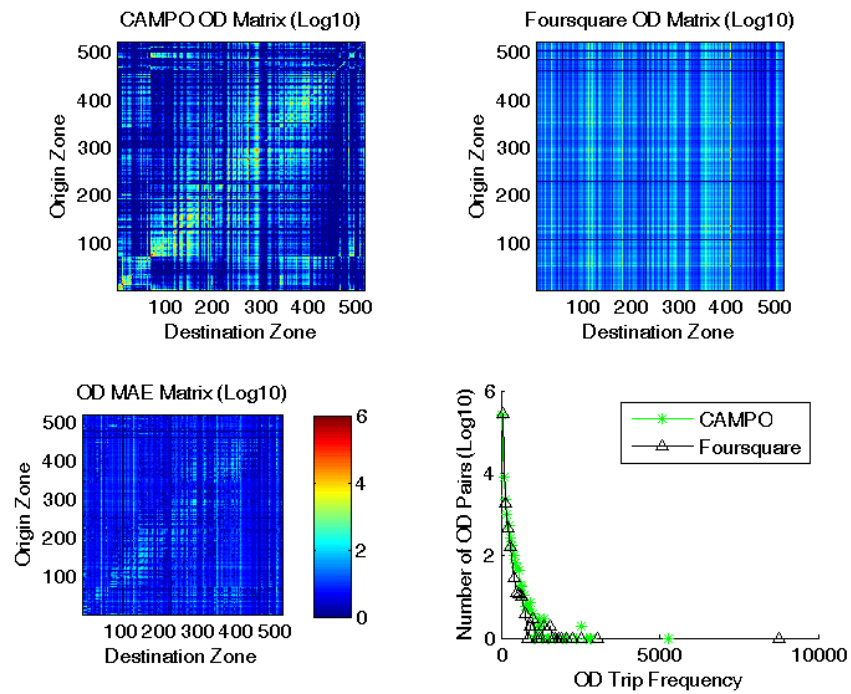 CAMPO OD Matrix (Log10)
500
400
300
200
100
Origin Zone
100 200 300 400 500
Destination Zone
Foursquare OD Matrix (Log10)
500
400
300
200
100
Origin Zone
100 200 300 400 500
Destination Zone
OD MAE Matrix (Log10)
500
400
300
200
100
Origin Zone
100 200 300 400 500
Destination Zone
6
4
2
0
6
4
2
0
Number of OD Pairs (Log10)
CAMPO
Foursquare
0 5000 10000
OD Trip Frequency